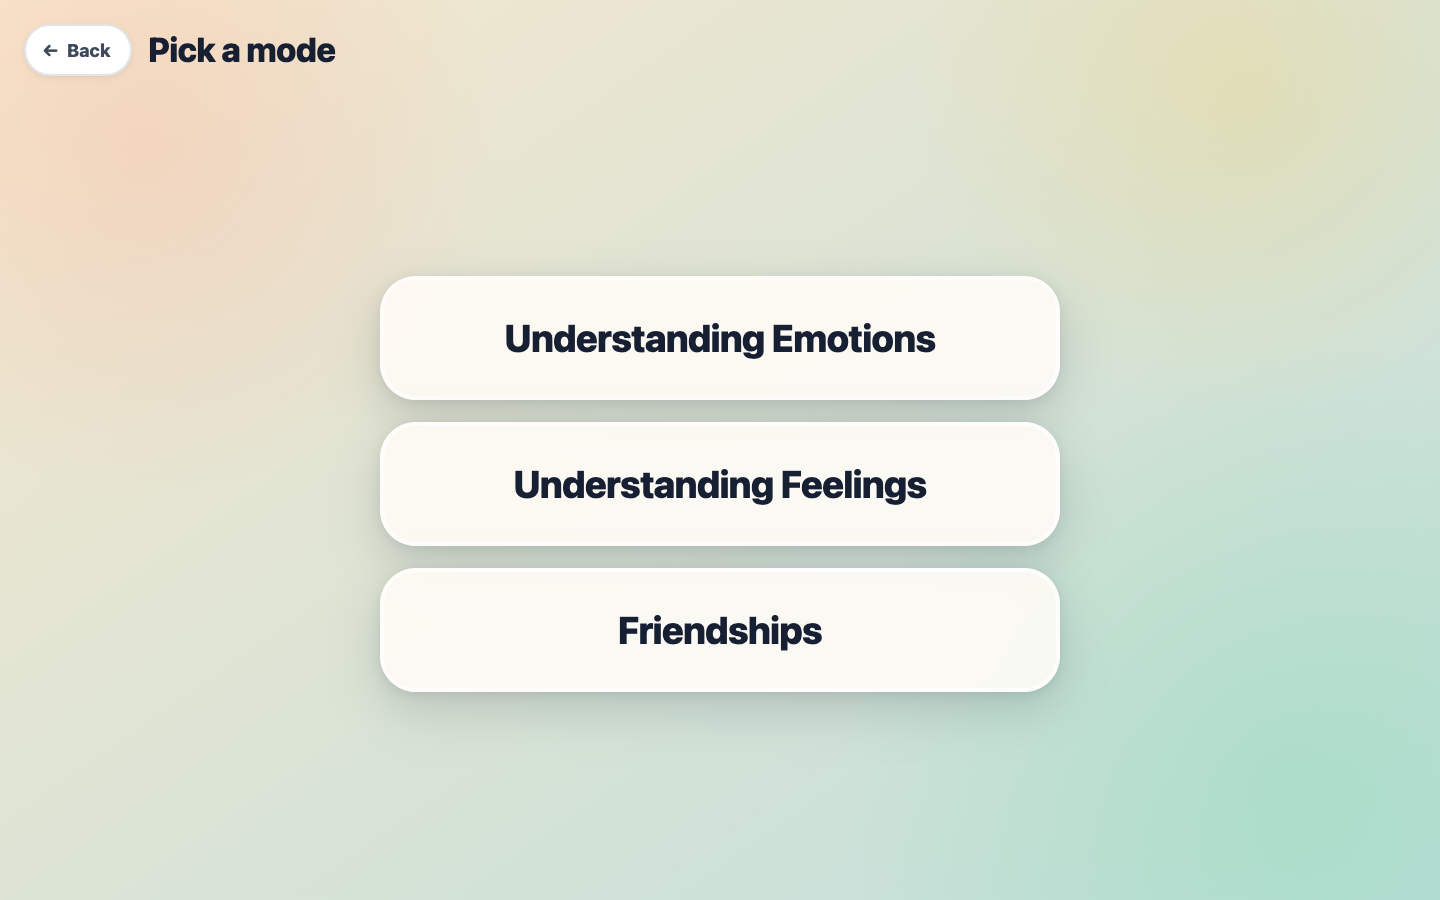 ← Back
Pick a mode
Understanding Emotions
Understanding Feelings
Friendships